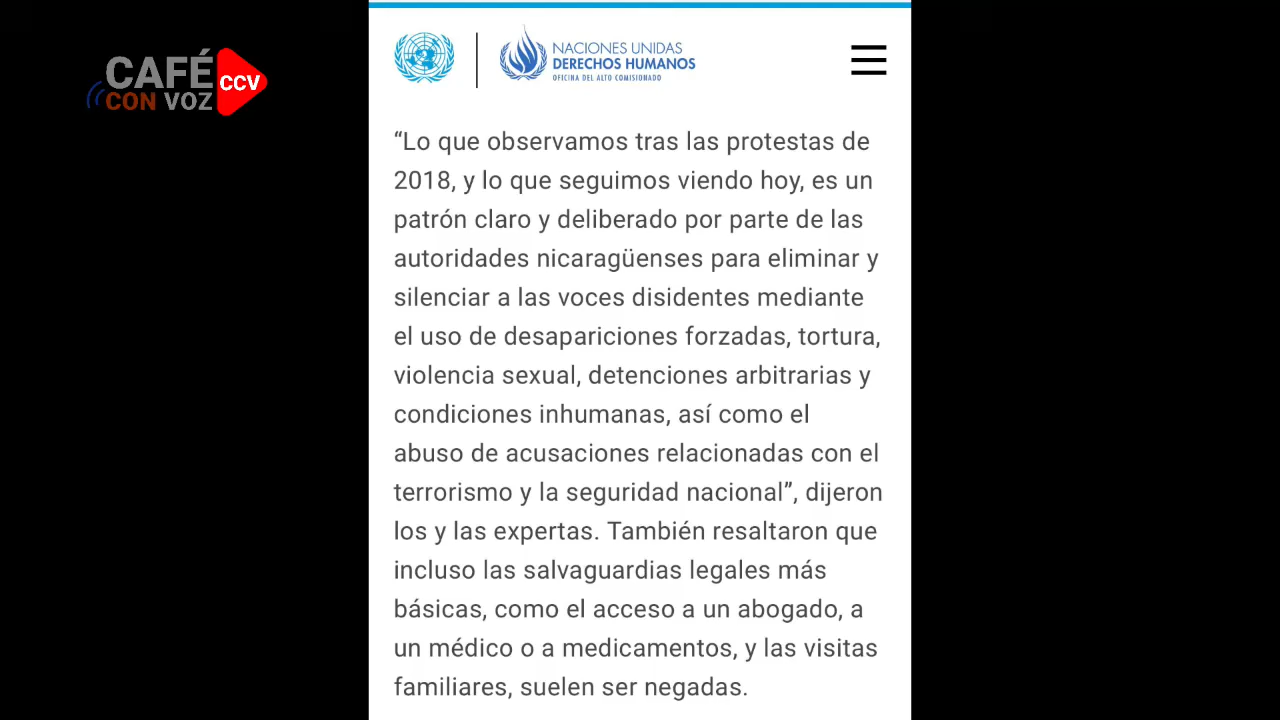 CAFÉ
CON VOZ
CCV
NACIONES UNIDAS
DERECHOS HUMANOS
OFICINA DEL ALTO COMISIONADO
“Lo que observamos tras las protestas de
2018, y lo que seguimos viendo hoy, es un
patrón claro y deliberado por parte de las
autoridades nicaragüenses para eliminar y
silenciar a las voces disidentes mediante
el uso de desapariciones forzadas, tortura,
violencia sexual, detenciones arbitrarias y
condiciones inhumanas, así como el
abuso de acusaciones relacionadas con el
terrorismo y la seguridad nacional”, dijeron
los y las expertas. También resaltaron que
incluso las salvaguardias legales más
básicas, como el acceso a un abogado, a
un médico o a medicamentos, y las visitas
familiares, suelen ser negadas.